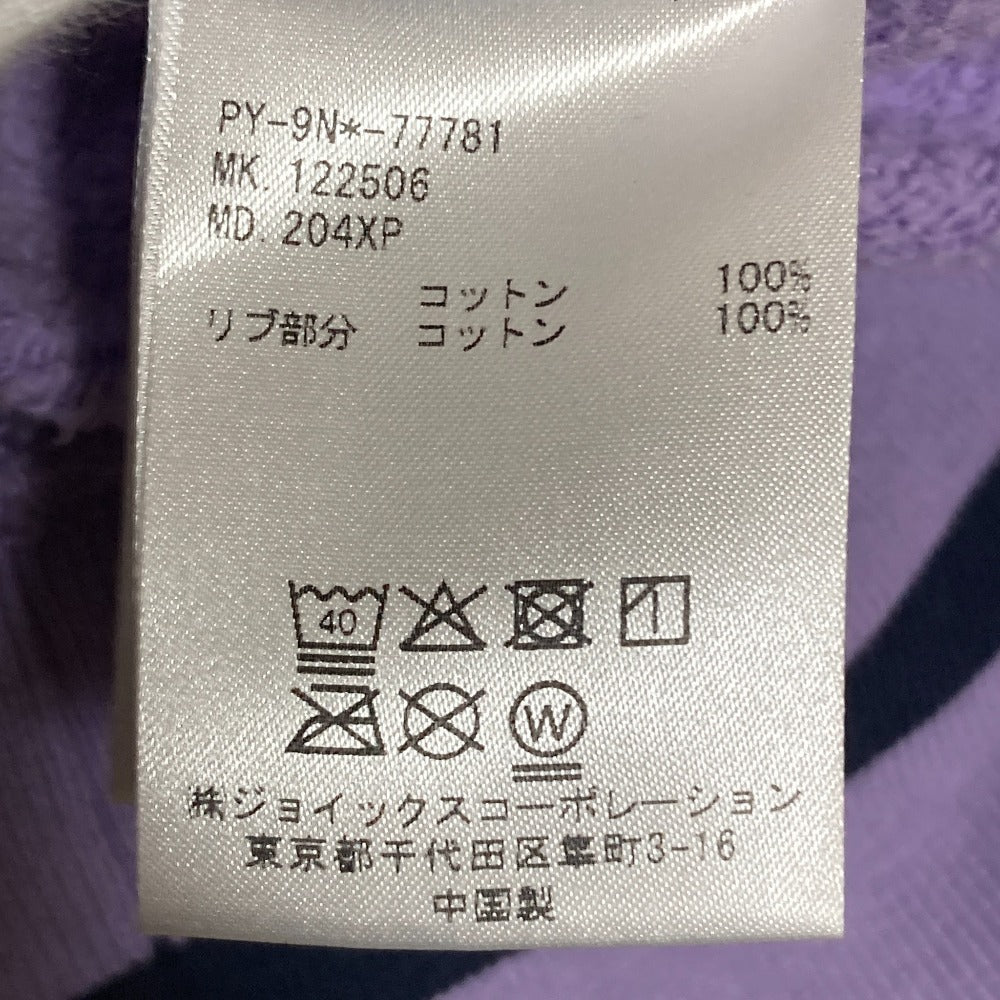 PY-9N*-77781
MK. 122506
MD. 204XP
コットン 100%
リブ部分 コットン 100%
40
W
㈱ジョイックスコーポレーション
東京都千代田区隼町3-16
中国製